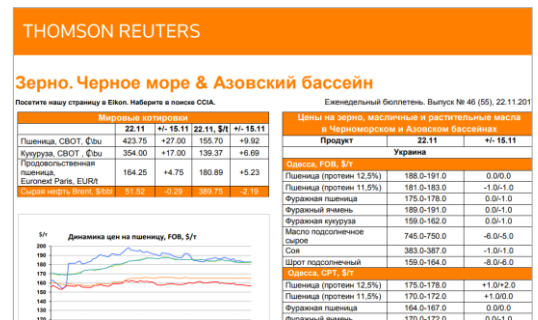 THOMSON REUTERS
Зерно. Черное море & Азовский бассейн
Посетите нашу страницу в Eikon. Наберите в поиске CCIA.
Еженедельный бюллетень. Выпуск № 46 (55), 22.11.201
Мировые котировки
22.11 +/- 15.11 22.11, $/t +/- 15.11
Пшеница, CBOT, ₵\bu 423.75 +27.00 155.70 +9.92
Кукуруза, CBOT , ₵\bu 354.00 +17.00 139.37 +6.69
Продовольственная
пшеница,
Euronext Paris, EUR/t 164.25 +4.75 180.89 +5.23
Сырая нефть Brent, $/bbl 51.52 -0.29 389.75 -2.19
$/т Динамика цен на пшеницу, FOB, $/т
200
190
180
170
160
150
140
130
Цены на зерно, масличные и растительные масла
в Черноморском и Азовском бассейнах
Продукт 22.11 +/- 15.11
Украина
Одесса, FOB, $/т
Пшеница (протеин 12,5%) 188.0-191.0 0.0/0.0
Пшеница (протеин 11,5%) 181.0-183.0 -1.0/-1.0
Фуражная пшеница 175.0-178.0 0.0/-1.0
Фуражный ячмень 189.0-191.0 0.0/-1.0
Фуражная кукуруза 159.0-162.0 0.0/-1.0
Масло подсолнечное
сырое 745.0-750.0 -6.0/-5.0
Соя 383.0-387.0 -1.0/-1.0
Шрот подсолнечный 159.0-164.0 -8.0/-6.0
Одесса, CPT, $/т
Пшеница (протеин 12,5%) 175.0-178.0 +1.0/+2.0
Пшеница (протеин 11,5%) 170.0-172.0 +1.0/0.0
Фуражная пшеница 164.0-167.0 0.0/0.0
Фуражный ячмень 170.0-172.0 0.0/-1.0